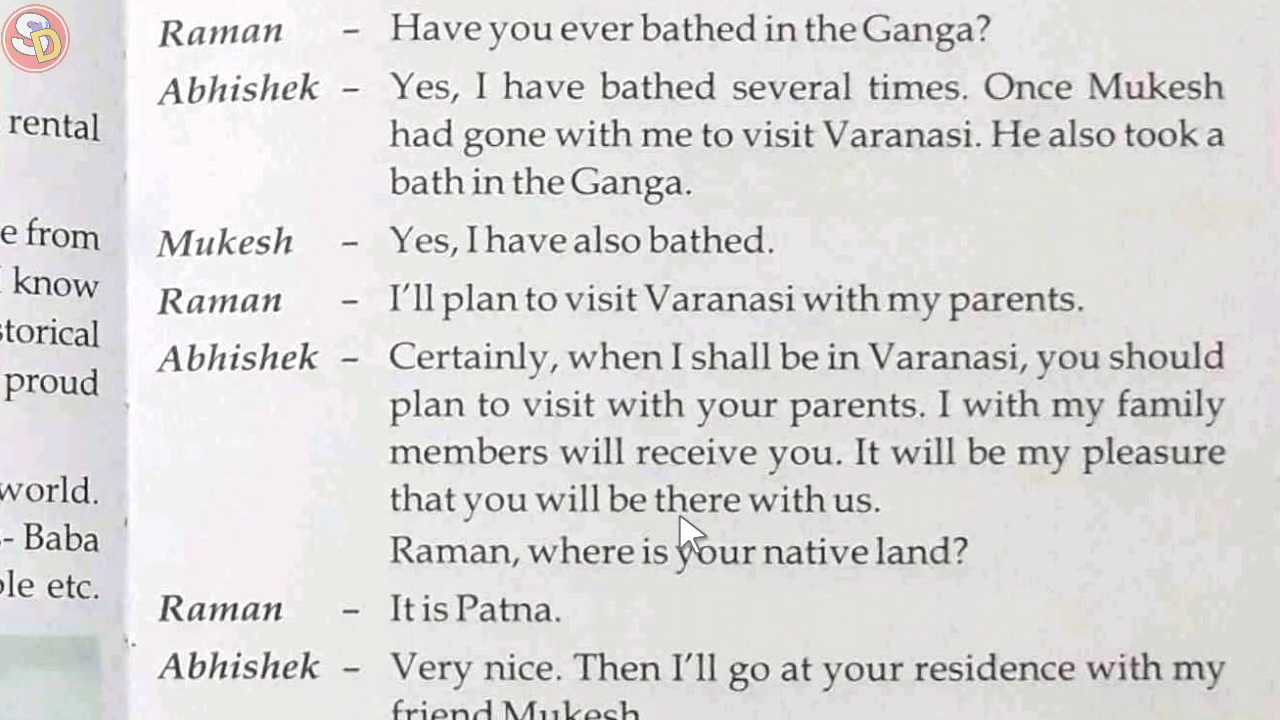 SD
rental
e from
know
storical
proud
world.
- Baba
ple etc.
Raman – Have you ever bathed in the Ganga?
Abhishek – Yes, I have bathed several times. Once Mukesh
had gone with me to visit Varanasi. He also took a
bath in the Ganga.
Mukesh – Yes, I have also bathed.
Raman – I'll plan to visit Varanasi with my parents.
Abhishek – Certainly, when I shall be in Varanasi, you should
plan to visit with your parents. I with my family
members will receive you. It will be my pleasure
that you will be there with us.
Raman, where is your native land?
Raman – It is Patna.
Abhishek – Very nice. Then I'll go at your residence with my
friend Mukesh.